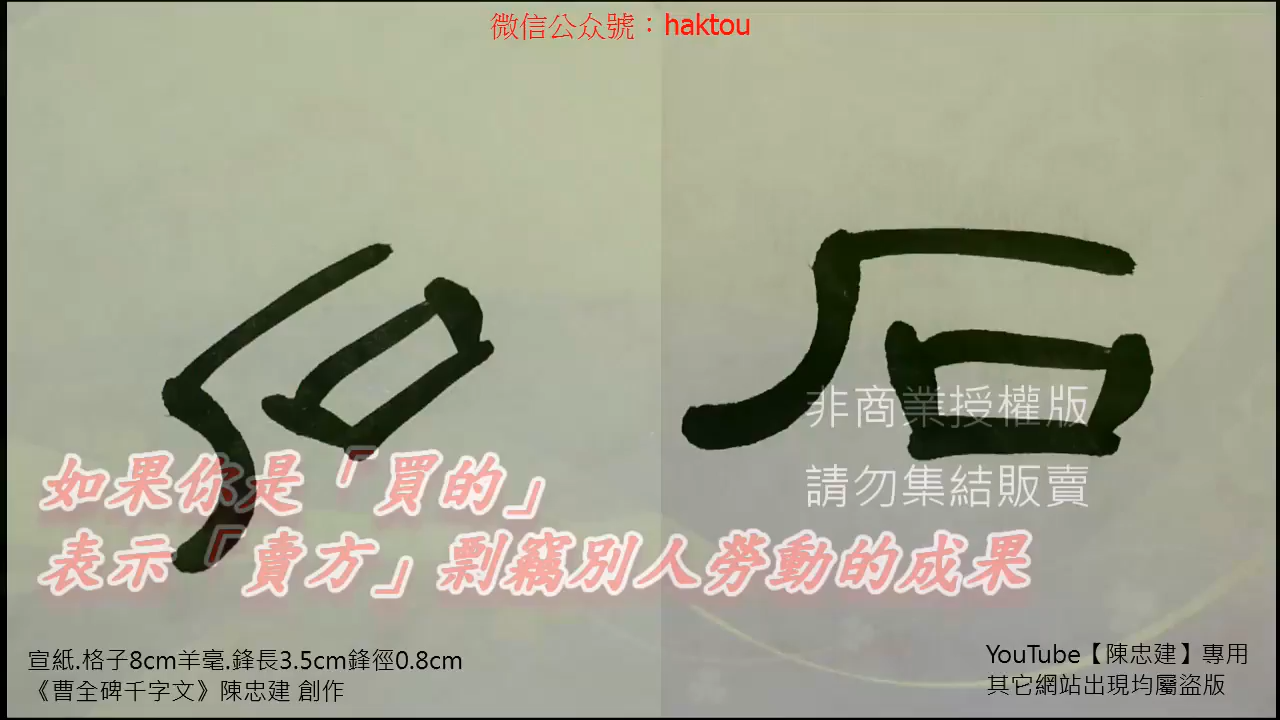 微信公众號：haktou
石
石
非商業授權版
請勿集結販賣
如果你是「買的」
表示「賣方」剽竊別人勞動的成果
宣紙.格子8cm羊毫.鋒長3.5cm鋒徑0.8cm
《曹全碑千字文》陳忠建 創作
YouTube【陳忠建】專用
其它網站出現均屬盜版